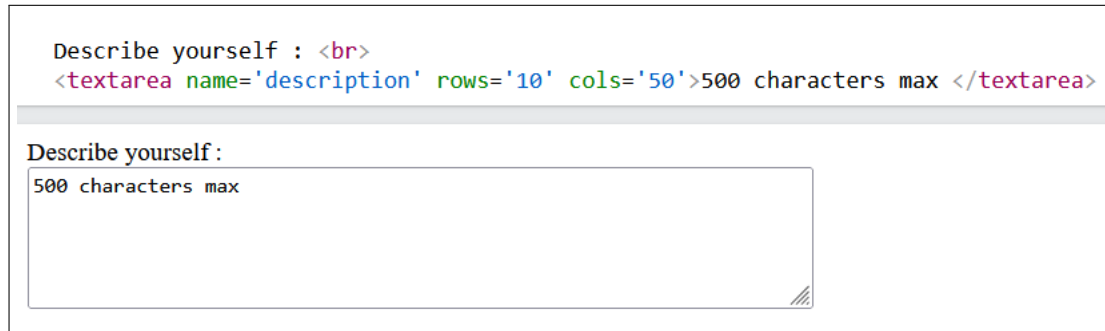 Describe yourself : <br>
<textarea name='description' rows='10' cols='50'>500 characters max </textarea>
Describe yourself :
500 characters max